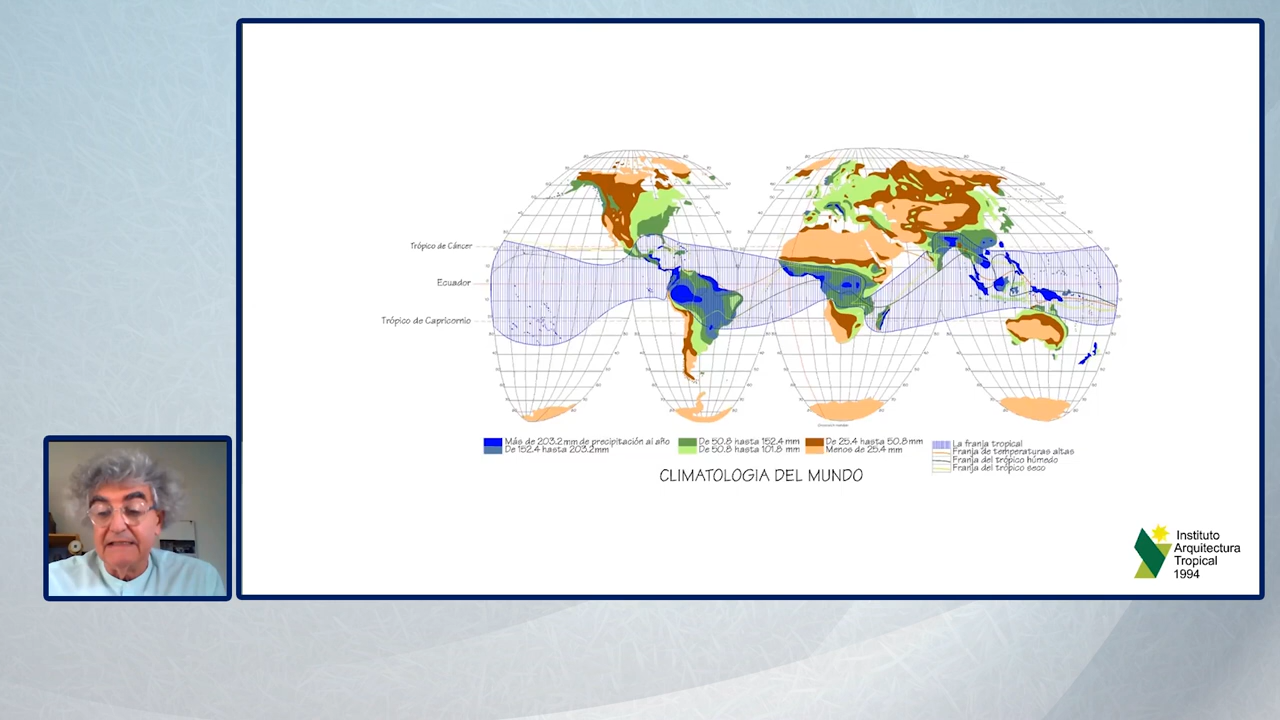 Trópico de Cáncer
Ecuador
Trópico de Capricornio
Más de 203.2 mm de precipitación al año
De 152.4 hasta 203.2mm
De 50.8 hasta 152.4 mm
De 50.8 hasta 101.8 mm
De 25.4 hasta 50.8 mm
Menos de 25.4 mm
La franja tropical
Franja de temperaturas altas
Franja del trópico húmedo
Franja del trópico seco
CLIMATOLOGIA DEL MUNDO
Instituto
Arquitectura
Tropical
1994